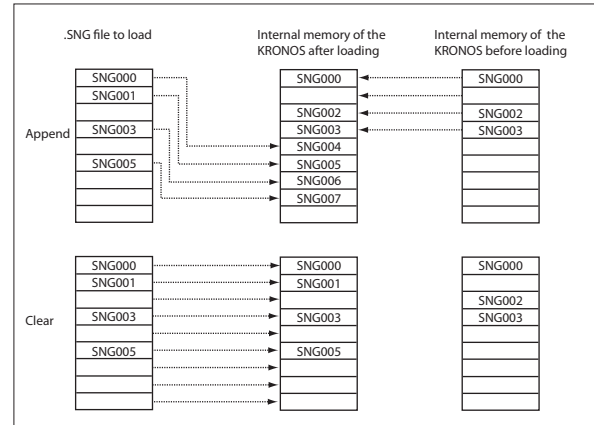 .SNG file to load
Internal memory of the
KRONOS after loading
Internal memory of the
KRONOS before loading
Append
SNG000
SNG001
SNG003
SNG005
SNG000
SNG002
SNG003
SNG004
SNG005
SNG006
SNG007
SNG000
SNG002
SNG003
Clear
SNG000
SNG001
SNG003
SNG005
SNG000
SNG001
SNG003
SNG005
SNG000
SNG002
SNG003